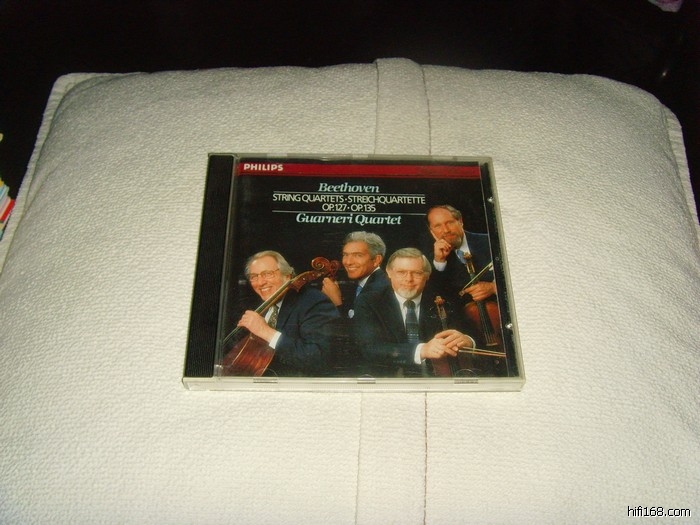 PHILIPS
Beethoven
STRING QUARTETS · STREICHQUARTETTE
OP.127 · OP.135
Guarneri Quartet
hifi168.com